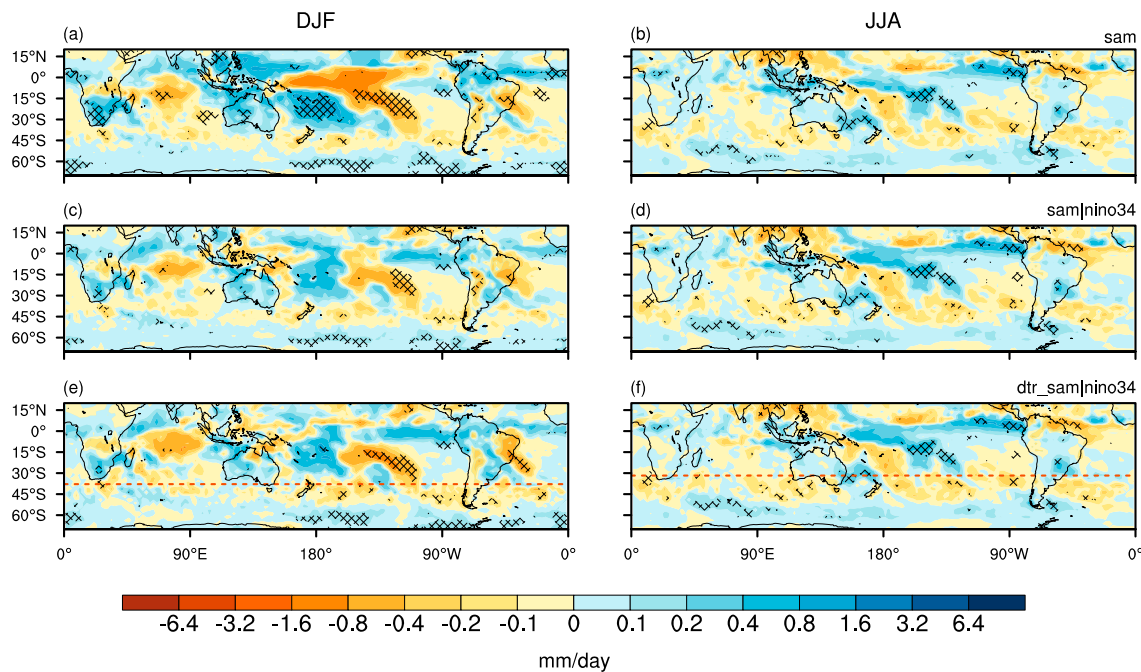 DJF
JJA
(a)
(b)
sam
15°N
0°
15°S
30°S
45°S
60°S
(c)
(d)
sam|nino34
15°N
0°
15°S
30°S
45°S
60°S
(e)
(f)
dtr_sam|nino34
15°N
0°
15°S
30°S
45°S
60°S
0° 90°E 180° 90°W 0°
0° 90°E 180° 90°W 0°
-6.4 -3.2 -1.6 -0.8 -0.4 -0.2 -0.1 0 0.1 0.2 0.4 0.8 1.6 3.2 6.4
mm/day